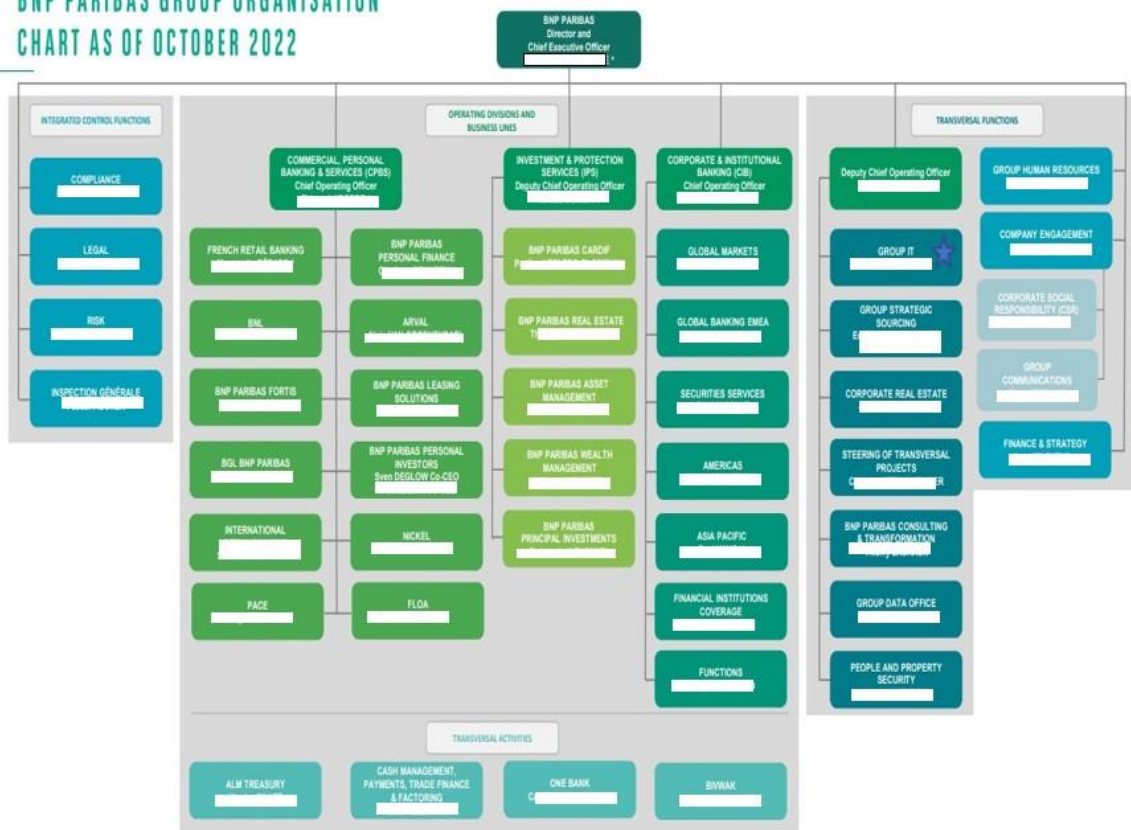 BNP PARIBAS GROUP ORGANISATION
CHART AS OF OCTOBER 2022
BNP PARIBAS
Director and
Chief Executive Officer
INTEGRATED CONTROL FUNCTIONS
COMPLIANCE
LEGAL
RISK
INSPECTION GÉNÉRALE
OPERATING DIVISIONS AND
BUSINESS LINES
COMMERCIAL, PERSONAL
BANKING & SERVICES (CPBS)
Chief Operating Officer
FRENCH RETAIL BANKING
BNL
BNP PARIBAS FORTIS
BGL BNP PARIBAS
INTERNATIONAL
PACE
BNP PARIBAS
PERSONAL FINANCE
ARVAL
BNP PARIBAS LEASING
SOLUTIONS
BNP PARIBAS PERSONAL
INVESTORS
Sven DEGLOW Co-CEO
NICKEL
FLOA
INVESTMENT & PROTECTION
SERVICES (IPS)
Deputy Chief Operating Officer
BNP PARIBAS CARDIF
BNP PARIBAS REAL ESTATE
BNP PARIBAS ASSET
MANAGEMENT
BNP PARIBAS WEALTH
MANAGEMENT
BNP PARIBAS
PRINCIPAL INVESTMENTS
CORPORATE & INSTITUTIONAL
BANKING (CIB)
Chief Operating Officer
GLOBAL MARKETS
GLOBAL BANKING EMEA
SECURITIES SERVICES
AMERICAS
ASIA PACIFIC
FINANCIAL INSTITUTIONS
COVERAGE
FUNCTIONS
TRANSVERSAL FUNCTIONS
Deputy Chief Operating Officer
GROUP IT
GROUP STRATEGIC
SOURCING
CORPORATE REAL ESTATE
STEERING OF TRANSVERSAL
PROJECTS
BNP PARIBAS CONSULTING
& TRANSFORMATION
GROUP DATA OFFICE
PEOPLE AND PROPERTY
SECURITY
GROUP HUMAN RESOURCES
COMPANY ENGAGEMENT
CORPORATE SOCIAL
RESPONSIBILITY (CSR)
GROUP
COMMUNICATIONS
FINANCE & STRATEGY
TRANSVERSAL ACTIVITIES
ALM TREASURY
CASH MANAGEMENT,
PAYMENTS, TRADE FINANCE
& FACTORING
ONE BANK
BIVWAK